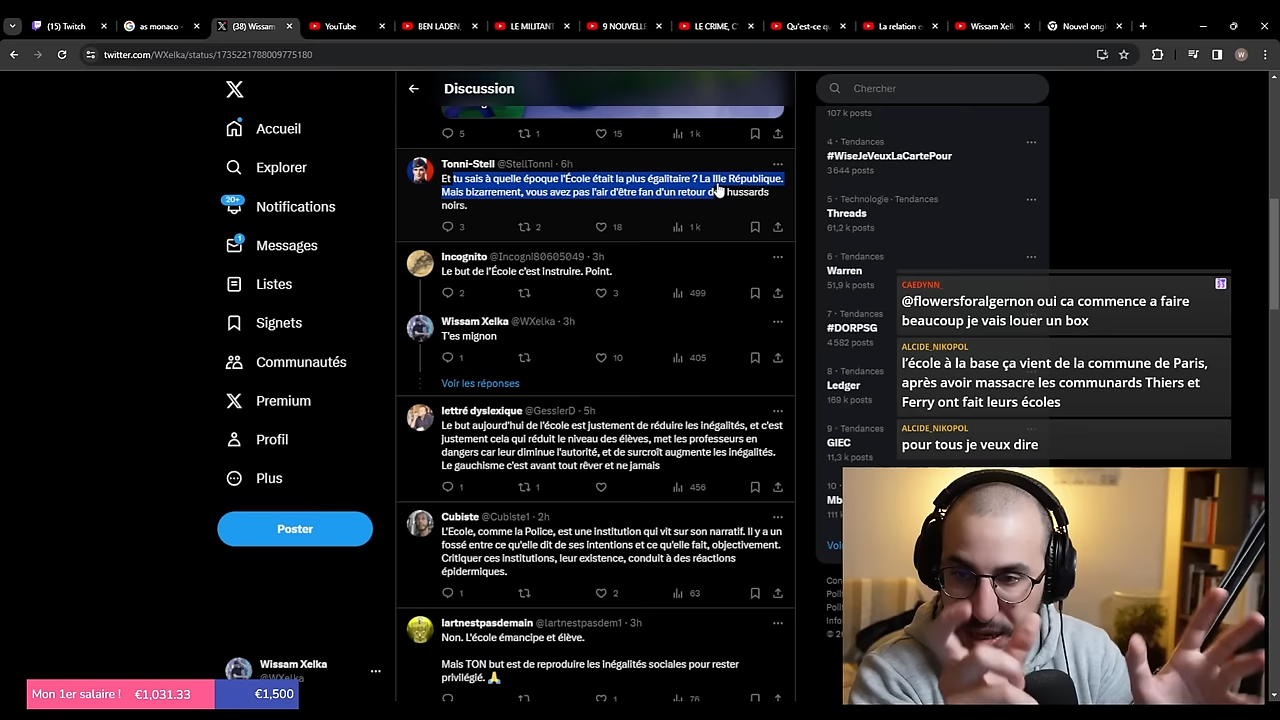 (15) Twitch
as monaco -
(38) Wissam
YouTube
BEN LADEN,
LE MILITANT
9 NOUVELLE
LE CRIME, C'
Qu'est-ce q
La relation e
Wissam Xelk
Nouvel ongl
twitter.com/WXelka/status/1735221788009775180
W
Accueil
Explorer
20+
Notifications
1
Messages
Listes
Signets
Communautés
Premium
Profil
Plus
Poster
Wissam Xelka
@WXelka
Mon 1er salaire ! €1,031.33 €1,500
Discussion
5 1 15 1 k
Tonni-Stell @StellTonnI · 6h
Et tu sais à quelle époque l'École était la plus égalitaire ? La IIIe République.
Mais bizarrement, vous avez pas l'air d'être fan d'un retour d hussards
noirs.
3 2 18 1 k
Incognito @Incogni80605049 · 3h
Le but de l'École c'est instruire. Point.
2 3 499
Wissam Xelka @WXelka · 3h
T'es mignon
1 10 405
Voir les réponses
lettré dyslexique @GesslerD · 5h
Le but aujourd'hui de l'école est justement de réduire les inégalités, et c'est
justement cela qui réduit le niveau des élèves, met les professeurs en
dangers car leur diminue l'autorité, et de surcroît augmente les inégalités.
Le gauchisme c'est avant tout rêver et ne jamais
1 1 456
Cubiste @Cubiste1 · 2h
L'Ecole, comme la Police, est une institution qui vit sur son narratif. Il y a un
fossé entre ce qu'elle dit de ses intentions et ce qu'elle fait, objectivement.
Critiquer ces institutions, leur existence, conduit à des réactions
épidermiques.
1 2 63
lartnestpasdemain @lartnestpasdem1 · 3h
Non. L'école émancipe et élève.
Mais TON but est de reproduire les inégalités sociales pour rester
privilégié. 🙏
1 76
Chercher
107 k posts
4 · Tendances
#WiseJeVeuxLaCartePour
3 644 posts
5 · Technologie · Tendances
Threads
61,2 k posts
6 · Tendances
Warren
51,9 k posts
7 · Tendances
#DORPSG
4 582 posts
8 · Tendances
Ledger
169 k posts
9 · Tendances
GIEC
11,3 k posts
10 ·
Mb
111 k
Voi
CAEDYNN_
@flowersforalgernon oui ca commence a faire
beaucoup je vais louer un box
ALCIDE_NIKOPOL
l'école à la base ça vient de la commune de Paris,
après avoir massacre les communards Thiers et
Ferry ont fait leurs écoles
ALCIDE_NIKOPOL
pour tous je veux dire